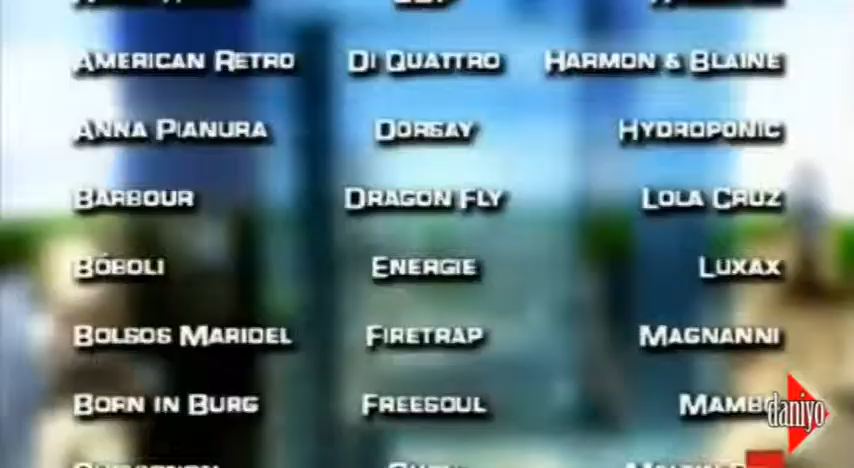 American Retro Di Quattro Harmon & Blaine
Anna Pianura Dorsay Hydroponic
Barbour Dragon Fly Lola Cruz
Bóboli Energie Luxax
Bolsos Maridel Firetrap Magnanni
Born in Burg Freesoul Mambo
daniyo